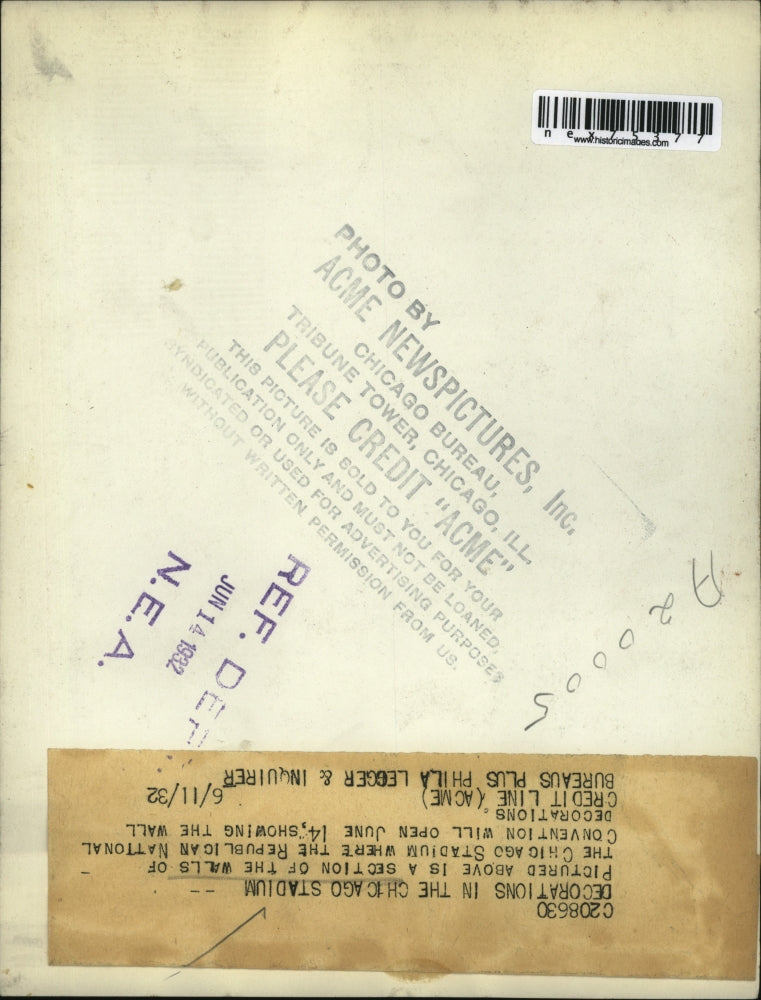 nex75377
www.historicimages.com
PHOTO BY
ACME NEWSPICTURES, Inc.
CHICAGO BUREAU,
TRIBUNE TOWER, CHICAGO, ILL.
PLEASE CREDIT "ACME"
THIS PICTURE IS SOLD TO YOU FOR YOUR
PUBLICATION ONLY AND MUST NOT BE LOANED,
SYNDICATED OR USED FOR ADVERTISING PURPOSES
WITHOUT WRITTEN PERMISSION FROM US.
REF. DEPT.
JUN 14 1932
N.E.A.
A20005
C208630
DECORATIONS IN THE CHICAGO STADIUM --
PICTURED ABOVE IS A SECTION OF THE WALLS OF
THE CHICAGO STADIUM WHERE THE REPUBLICAN NATIONAL
CONVENTION WILL OPEN JUNE 14, SHOWING THE WALL
DECORATIONS.
CREDIT LINE (ACME) 6/11/32
BUREAUS PLUS PHILA LEGGER & INQUIRER